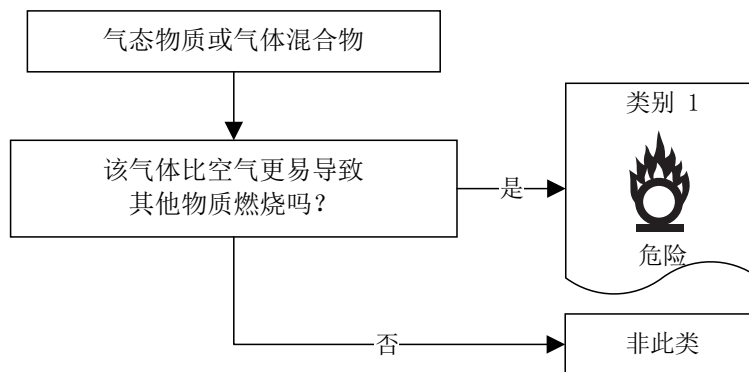 气态物质或气体混合物
类别 1
该气体比空气更易导致
其他物质燃烧吗？
是
危险
否
非此类